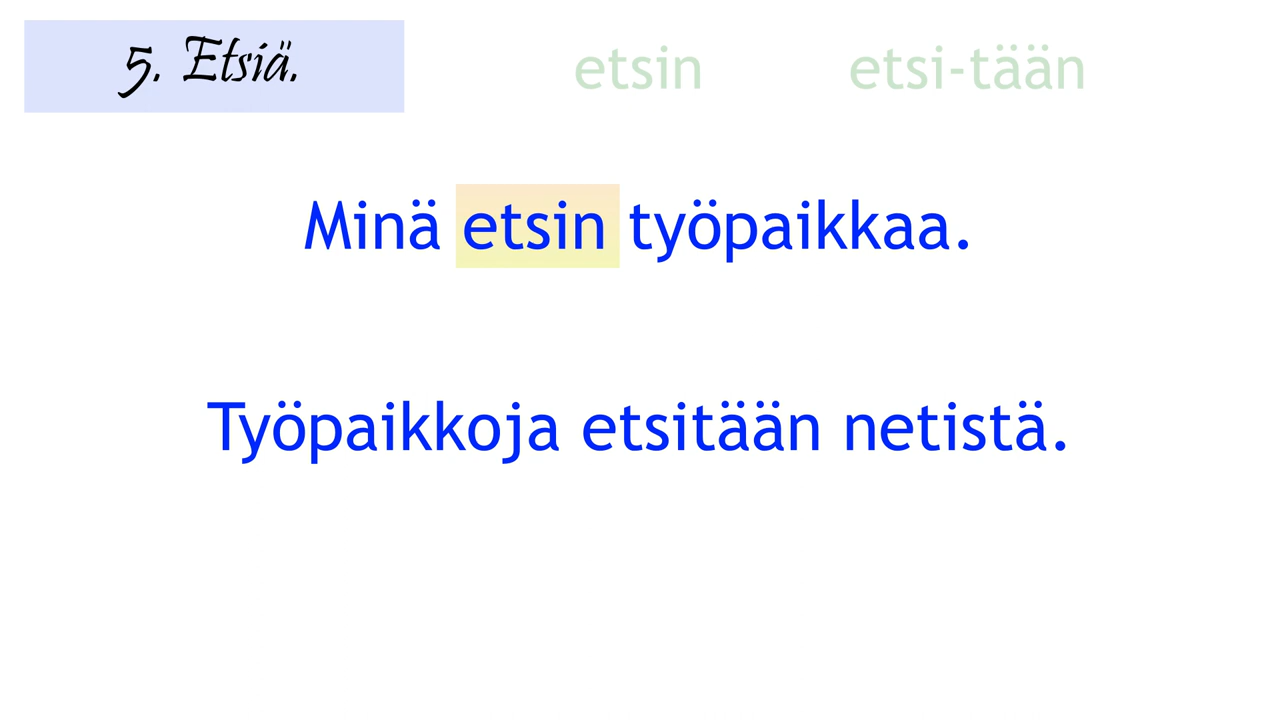 5. Etsiä.
etsin etsi-tään
Minä etsin työpaikkaa.
Työpaikkoja etsitään netistä.